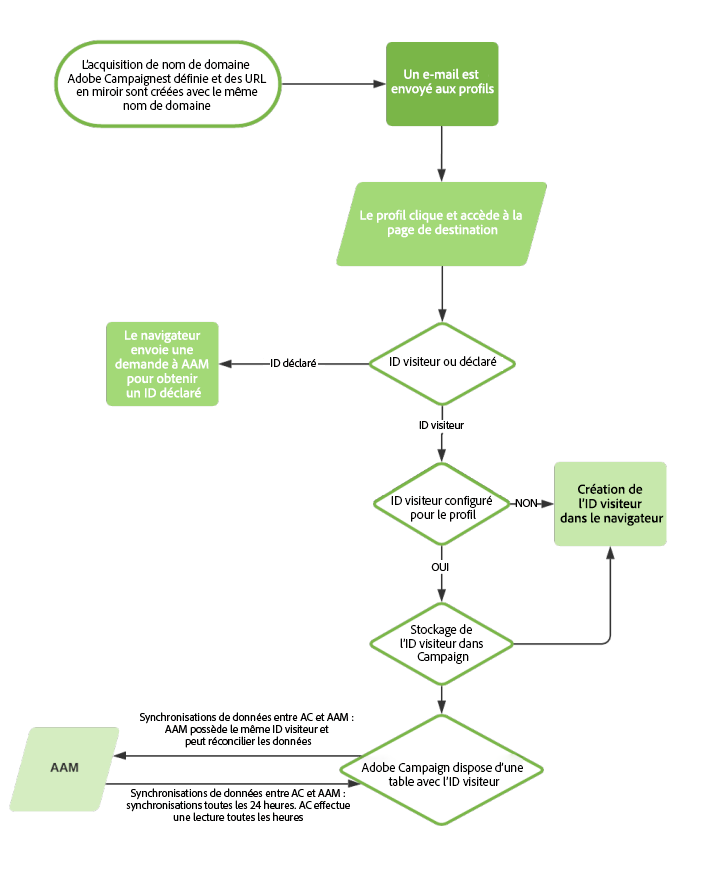 L'acquisition de nom de domaine
Adobe Campaignest définie et des URL
en miroir sont créées avec le même
nom de domaine
Un e-mail est
envoyé aux profils
Le profil clique et accède à la
page de destination
Le navigateur
envoie une
demande à AAM
pour obtenir
un ID déclaré
ID déclaré
ID visiteur ou déclaré
ID visiteur
ID visiteur configuré
pour le profil
NON
Création de
l'ID visiteur
dans le navigateur
OUI
Stockage de
l'ID visiteur dans
Campaign
Synchronisations de données entre AC et AAM :
AAM possède le même ID visiteur et
peut réconcilier les données
AAM
Adobe Campaign dispose d'une
table avec l'ID visiteur
Synchronisations de données entre AC et AAM :
synchronisations toutes les 24 heures. AC effectue
une lecture toutes les heures